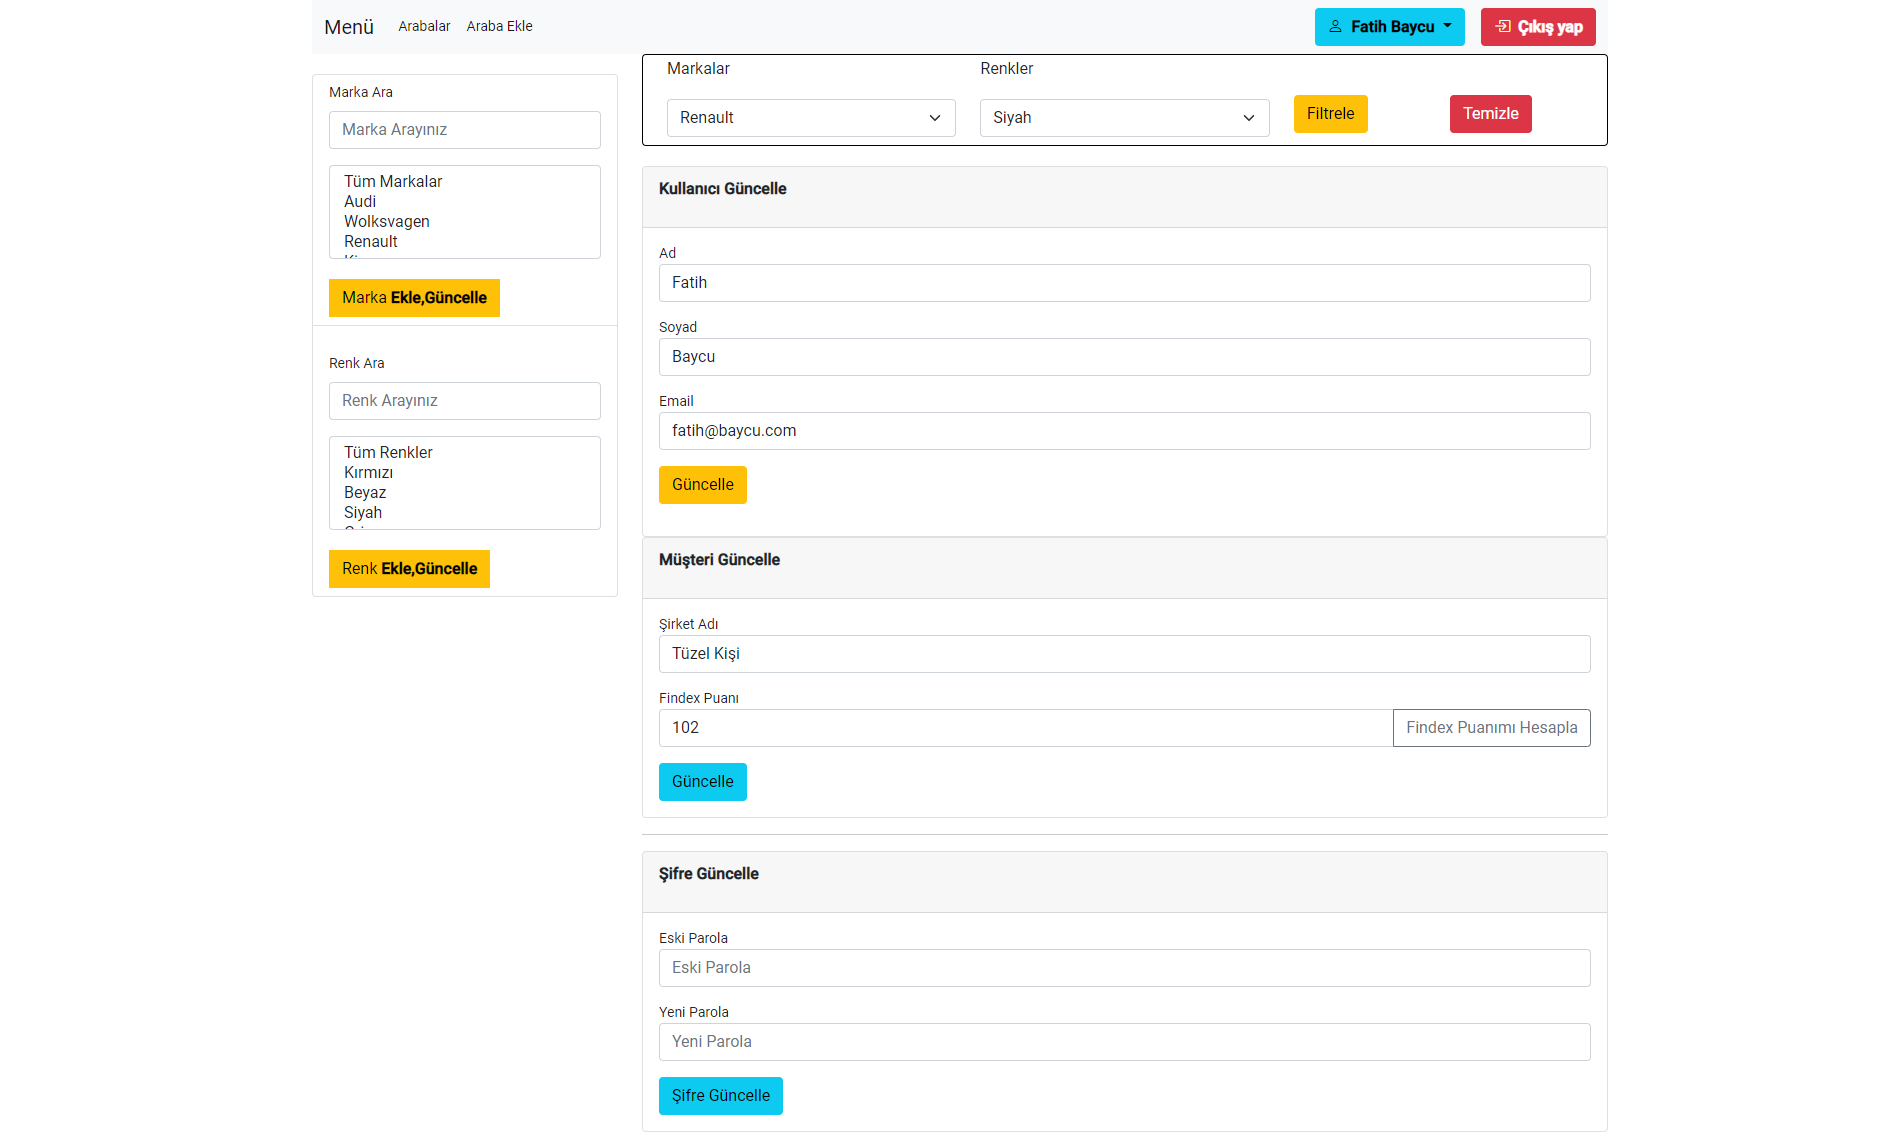 Menü Arabalar Araba Ekle Fatih Baycu Çıkış yap
Marka Ara
Marka Arayınız
Tüm Markalar
Audi
Wolksvagen
Renault
Marka Ekle,Güncelle
Renk Ara
Renk Arayınız
Tüm Renkler
Kırmızı
Beyaz
Siyah
Renk Ekle,Güncelle
Markalar Renkler
Renault Siyah Filtrele Temizle
Kullanıcı Güncelle
Ad
Fatih
Soyad
Baycu
Email
fatih@baycu.com
Güncelle
Müşteri Güncelle
Şirket Adı
Tüzel Kişi
Findex Puanı
102 Findex Puanımı Hesapla
Güncelle
Şifre Güncelle
Eski Parola
Eski Parola
Yeni Parola
Yeni Parola
Şifre Güncelle